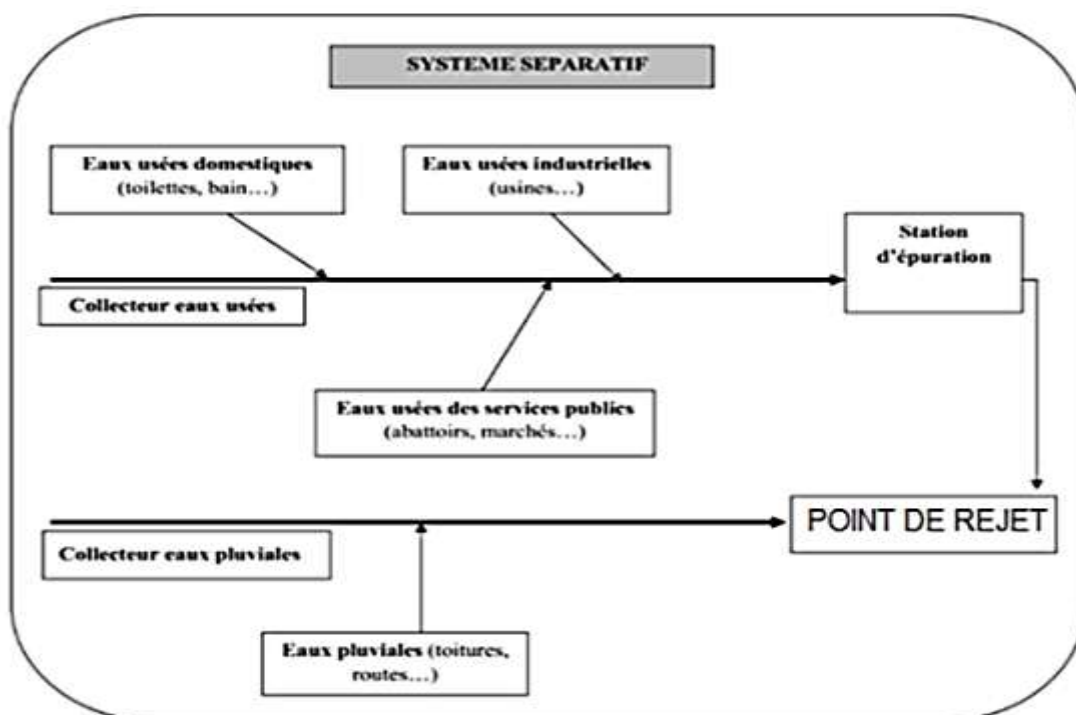 SYSTEME SEPARATIF
Eaux usées domestiques
(toilettes, bain…)
Eaux usées industrielles
(usines…)
Station
d'épuration
Collecteur eaux usées
Eaux usées des services publics
(abattoirs, marchés…)
POINT DE REJET
Collecteur eaux pluviales
Eaux pluviales (toitures,
routes…)